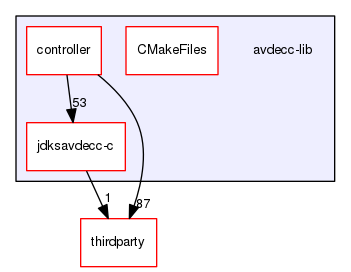 controller
CMakeFiles
avdecc-lib
53
jdksavdecc-c
1
87
thirdparty